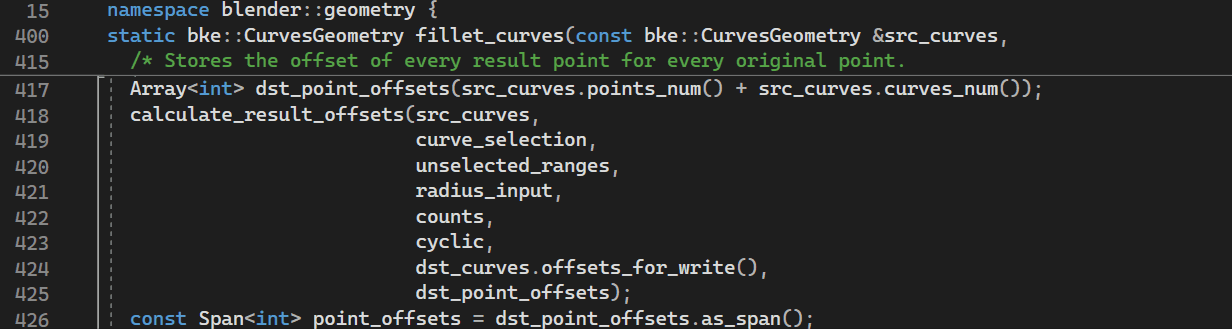 15 namespace blender::geometry {
400 static bke::CurvesGeometry fillet_curves(const bke::CurvesGeometry &src_curves,
415 /* Stores the offset of every result point for every original point.
417 Array<int> dst_point_offsets(src_curves.points_num() + src_curves.curves_num());
418 calculate_result_offsets(src_curves,
419 curve_selection,
420 unselected_ranges,
421 radius_input,
422 counts,
423 cyclic,
424 dst_curves.offsets_for_write(),
425 dst_point_offsets);
426 const Span<int> point_offsets = dst_point_offsets.as_span();